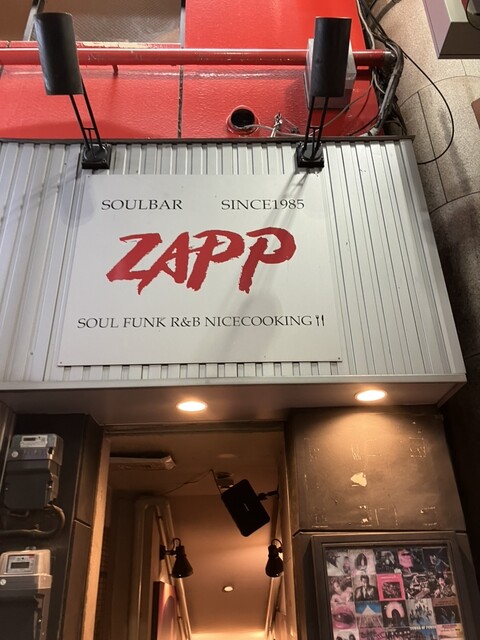 SOULBAR SINCE1985
ZAPP
SOUL FUNK R&B NICECOOKING